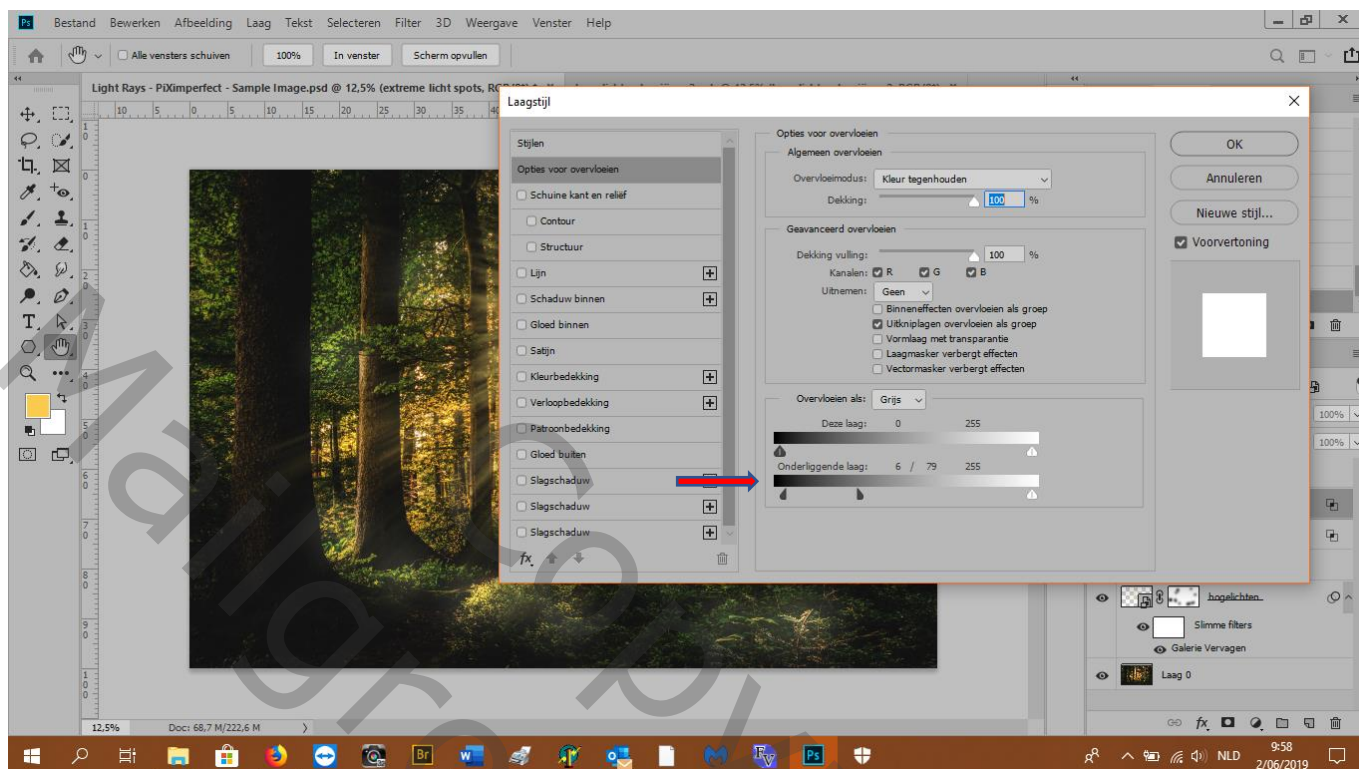 Ps Bestand Bewerken Afbeelding Laag Tekst Selecteren Filter 3D Weergave Venster Help
Alle vensters schuiven 100% In venster Scherm opvullen
Light Rays - PiXimperfect - Sample Image.psd @ 12,5% (extreme licht spots,
Laagstijl
Stijlen
Opties voor overvloeien
Schuine kant en reliëf
Contour
Structuur
Lijn
Schaduw binnen
Gloed binnen
Satijn
Kleurbedekking
Verloopbedekking
Patroonbedekking
Gloed buiten
Slagschaduw
Slagschaduw
Slagschaduw
fx
Opties voor overvloeien
Algemeen overvloeien
Overvloeimodus: Kleur tegenhouden
Dekking: 100 %
Geavanceerd overvloeien
Dekking vulling: 100 %
Kanalen: R G B
Uitnemen: Geen
Binneneffecten overvloeien als groep
Uitkniplagen overvloeien als groep
Vormlaag met transparantie
Laagmasker verbergt effecten
Vectormasker verbergt effecten
Overvloeien als: Grijs
Deze laag: 0 255
Onderliggende laag: 6 / 79 255
OK
Annuleren
Nieuwe stijl...
Voorvertoning
100%
100%
hogelichten
Slimme filters
Galerie Vervagen
Laag 0
fx
12,5% Doc: 68,7 M/222,6 M
Br W Ps NLD 9:58
2/06/2019